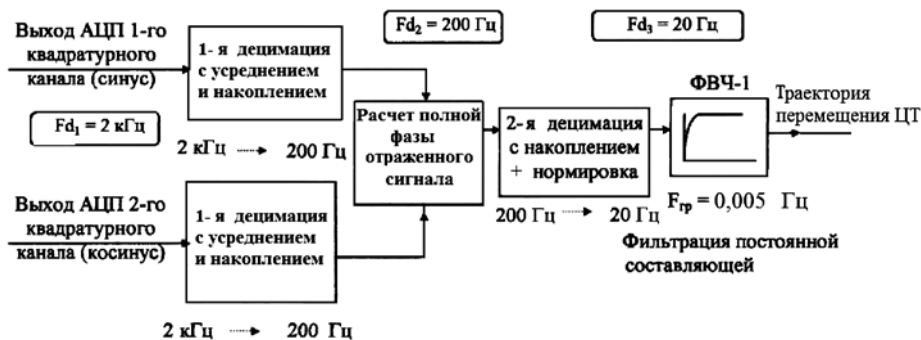 Fd₂ = 200 Гц
Fd₃ = 20 Гц
Выход АЦП 1-го
квадратурного
канала (синус)
1- я децимация
с усреднением
и накоплением
Fd₁ = 2 кГц
2 кГц → 200 Гц
Расчет полной
фазы
отраженного
сигнала
2- я децимация
с накоплением
+ нормировка
200 Гц → 20 Гц
ФВЧ-1
Траектория
перемещения ЦТ
Fгр = 0,005 Гц
Фильтрация постоянной
составляющей
Выход АЦП 2-го
квадратурного
канала (косинус)
1- я децимация
с усреднением
и накоплением
2 кГц → 200 Гц